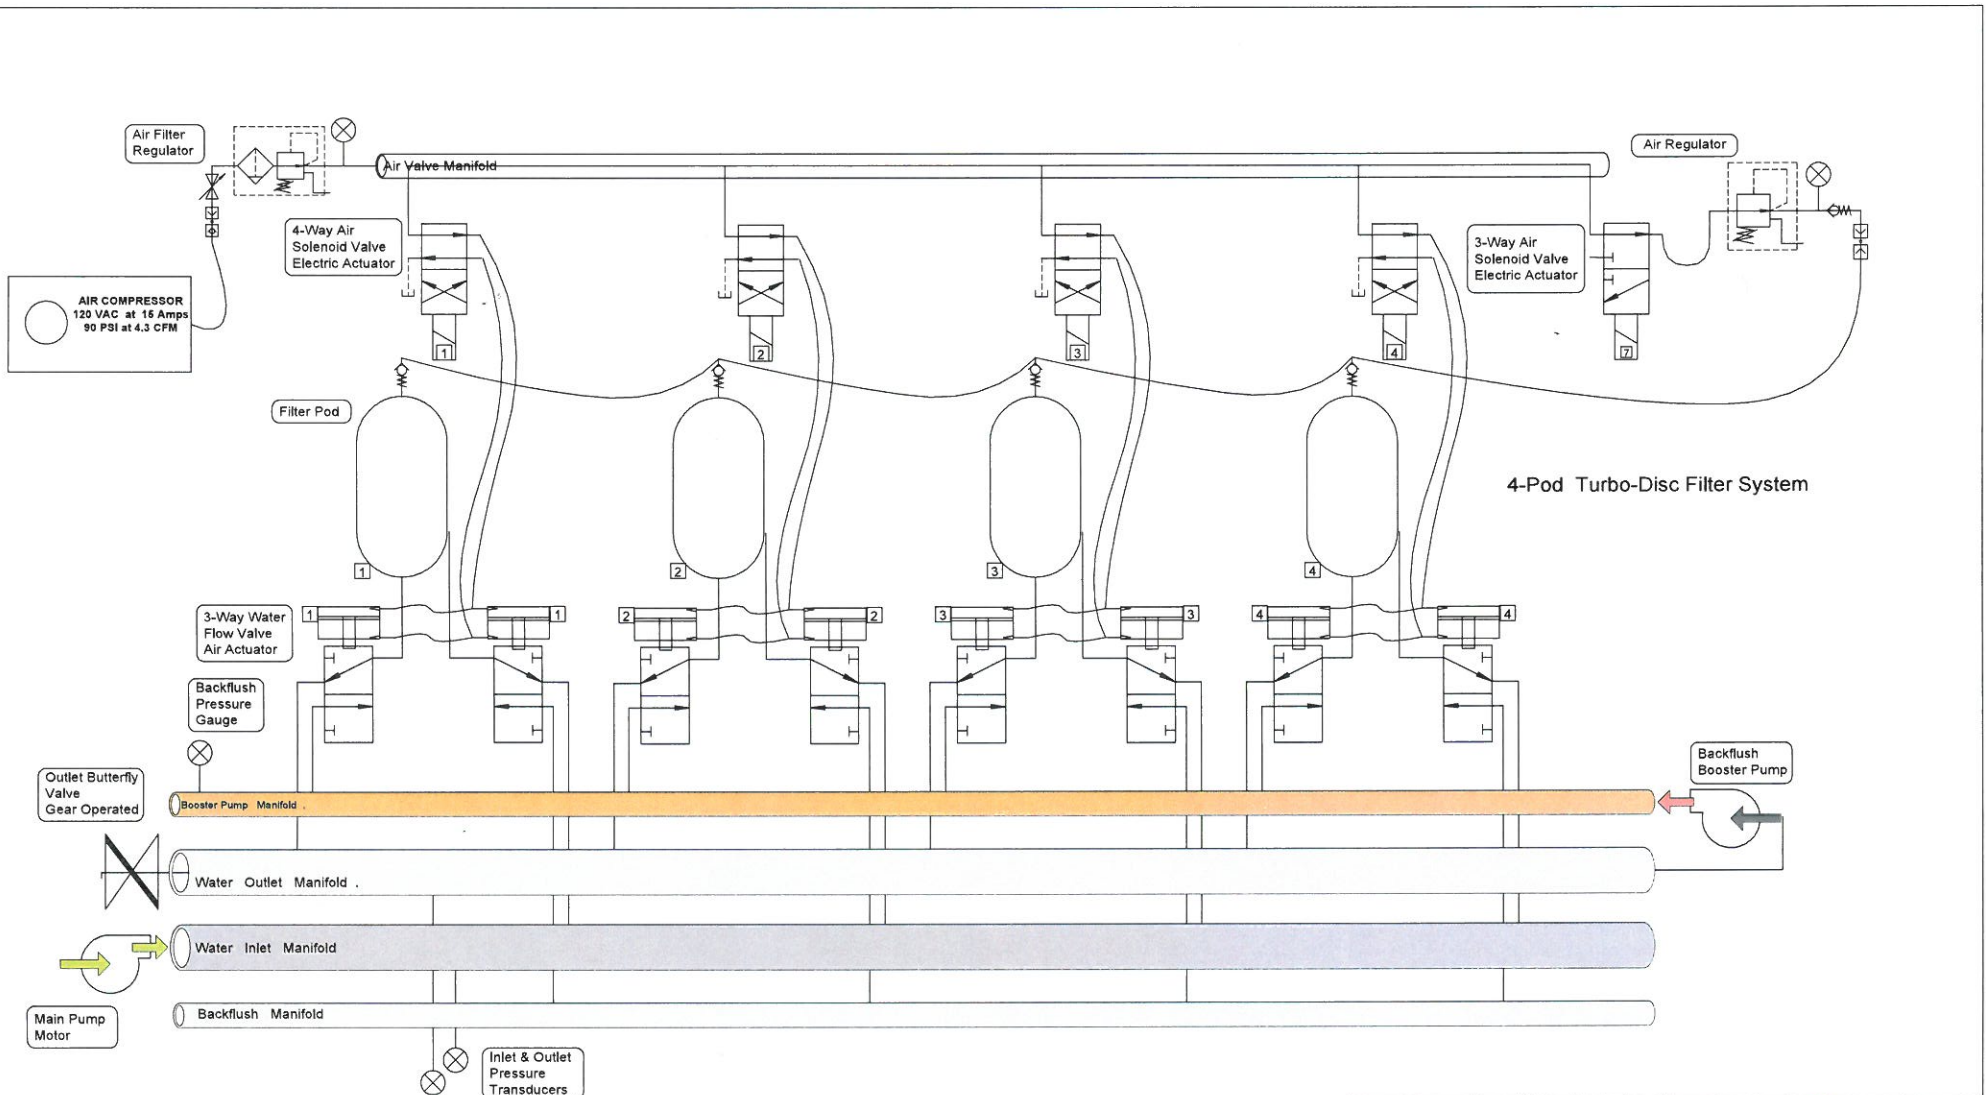 Air Filter
Regulator
Air Valve Manifold
Air Regulator
4-Way Air
Solenoid Valve
Electric Actuator
3-Way Air
Solenoid Valve
Electric Actuator
AIR COMPRESSOR
120 VAC at 15 Amps
90 PSI at 4.3 CFM
1
2
3
4
7
Filter Pod
4-Pod Turbo-Disc Filter System
1
2
3
4
3-Way Water
Flow Valve
Air Actuator
1
1
2
2
3
3
4
4
Backflush
Pressure
Gauge
Outlet Butterfly
Valve
Gear Operated
Backflush
Booster Pump
Booster Pump Manifold .
Water Outlet Manifold .
Water Inlet Manifold
Backflush Manifold
Main Pump
Motor
Inlet & Outlet
Pressure
Transducers